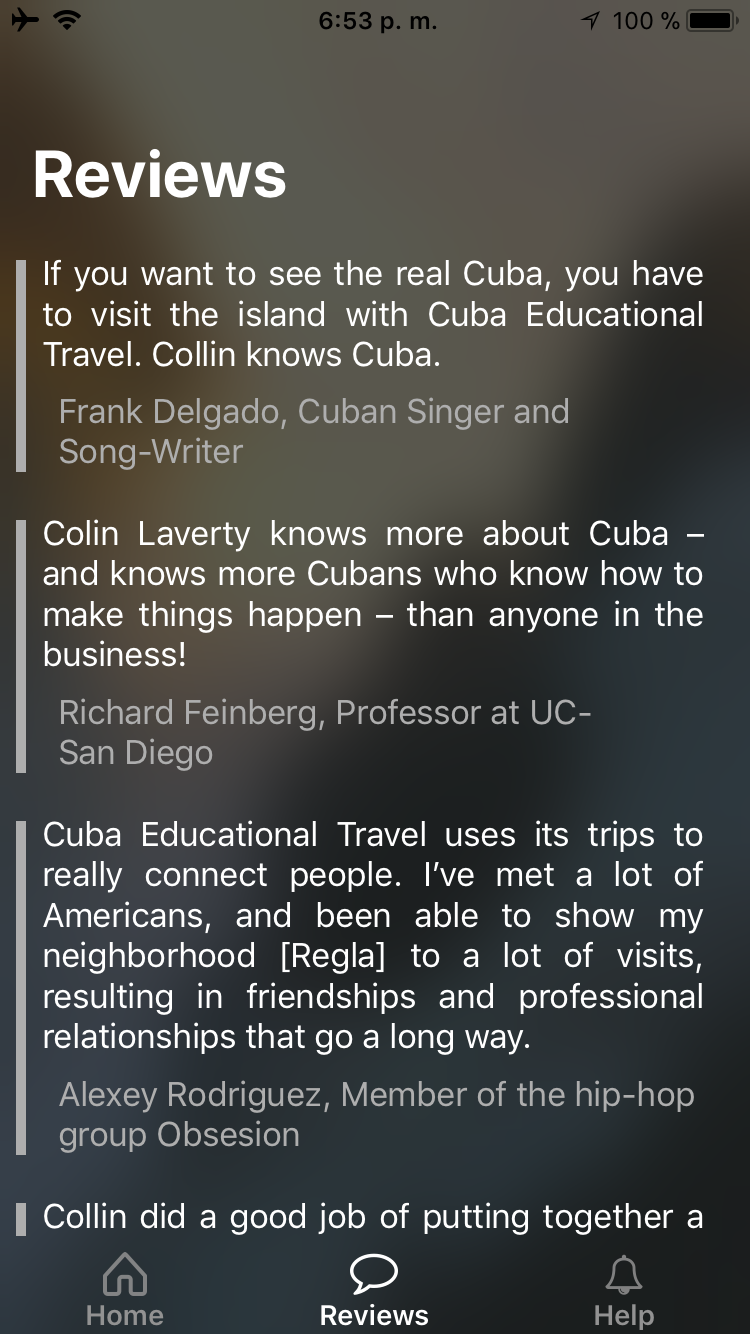 6:53 p. m.
100 %
Reviews
If you want to see the real Cuba, you have
to visit the island with Cuba Educational
Travel. Collin knows Cuba.
Frank Delgado, Cuban Singer and
Song-Writer
Colin Laverty knows more about Cuba –
and knows more Cubans who know how to
make things happen – than anyone in the
business!
Richard Feinberg, Professor at UC-
San Diego
Cuba Educational Travel uses its trips to
really connect people. I’ve met a lot of
Americans, and been able to show my
neighborhood [Regla] to a lot of visits,
resulting in friendships and professional
relationships that go a long way.
Alexey Rodriguez, Member of the hip-hop
group Obsesion
Collin did a good job of putting together a
Home
Reviews
Help